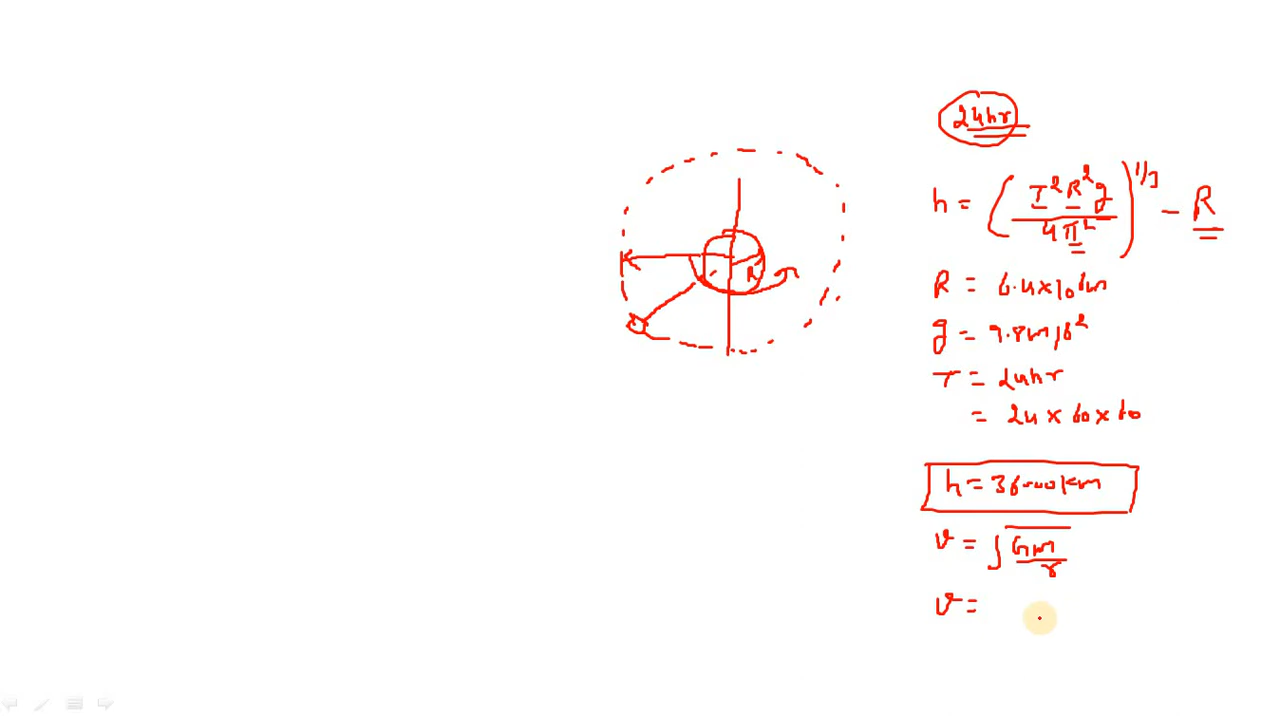 24hr
h = (T²R²g / 4π²)^1/3 - R
R
R = 6.4×10⁶m
g = 9.8m/s²
T = 24hr
= 24 × 60 × 60
h = 36000km
v = √GM/r
v =